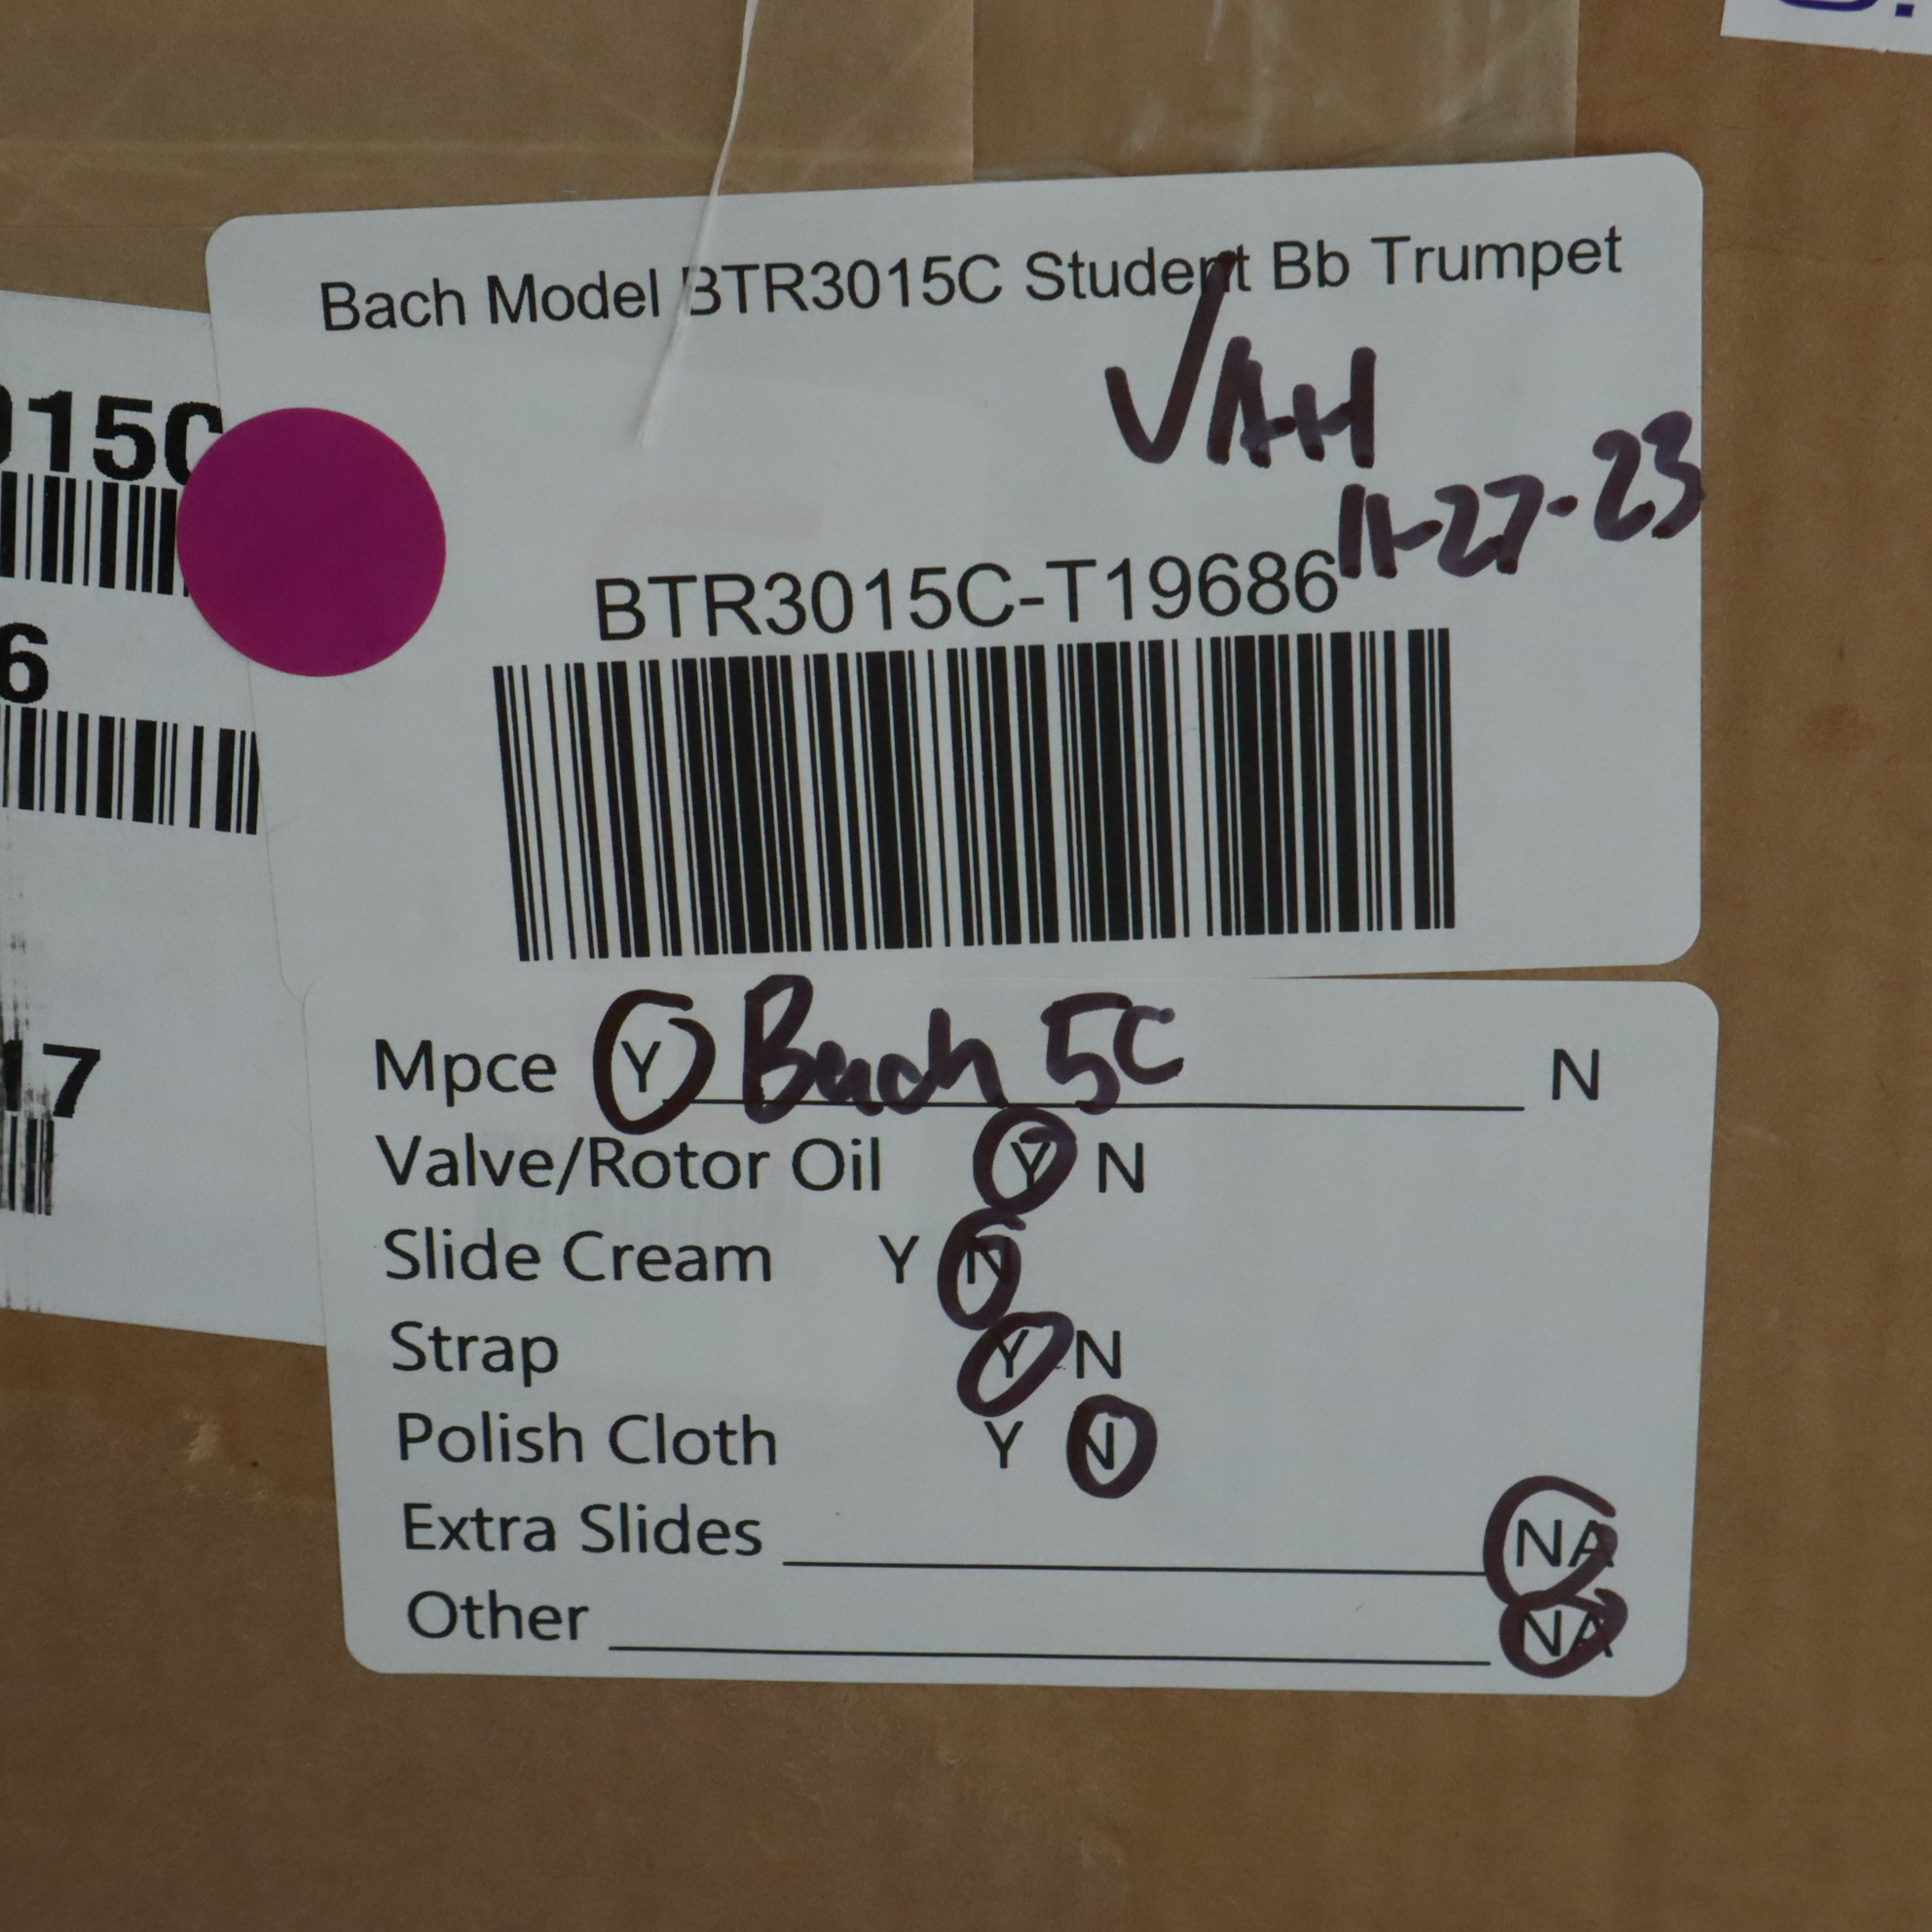 Bach Model BTR3015C Student Bb Trumpet
✓AH
11-27-23
015C
BTR3015C-T19686
6
17
Mpce Y Bach 5C N
Valve/Rotor Oil Y N
Slide Cream Y N
Strap Y N
Polish Cloth Y N
Extra Slides NA
Other NA